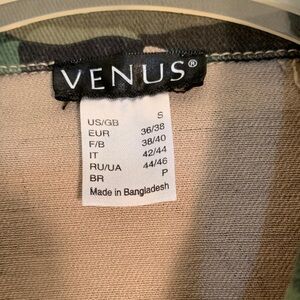 VENUS®
US/GB S
EUR 36/38
F/B 38/40
IT 42/44
RU/UA 44/46
BR P
Made in Bangladesh